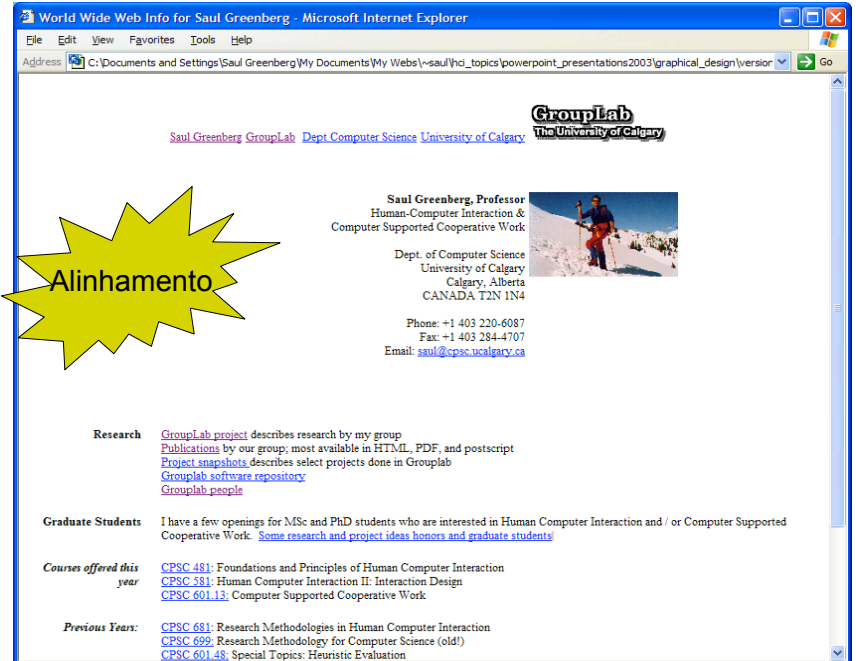 World Wide Web Info for Saul Greenberg - Microsoft Internet Explorer
File Edit View Favorites Tools Help
Address C:\Documents and Settings\Saul Greenberg\My Documents\My Webs\~saul\hci_topics\powerpoint_presentations2003\graphical_design\version Go
GroupLab
The University of Calgary
Saul Greenberg GroupLab Dept Computer Science University of Calgary
Saul Greenberg, Professor
Human-Computer Interaction &
Computer Supported Cooperative Work
Dept. of Computer Science
University of Calgary
Calgary, Alberta
CANADA T2N 1N4
Phone: +1 403 220-6087
Fax: +1 403 284-4707
Email: saul@cpsc.ucalgary.ca
Alinhamento
Research GroupLab project describes research by my group
Publications by our group; most available in HTML, PDF, and postscript
Project snapshots describes select projects done in Grouplab
Grouplab software repository
Grouplab people
Graduate Students I have a few openings for MSc and PhD students who are interested in Human Computer Interaction and / or Computer Supported
Cooperative Work. Some research and project ideas honors and graduate students
Courses offered this CPSC 481: Foundations and Principles of Human Computer Interaction
year CPSC 581: Human Computer Interaction II: Interaction Design
CPSC 601.13: Computer Supported Cooperative Work
Previous Years: CPSC 681: Research Methodologies in Human Computer Interaction
CPSC 699: Research Methodology for Computer Science (old!)
CPSC 601.48: Special Topics: Heuristic Evaluation